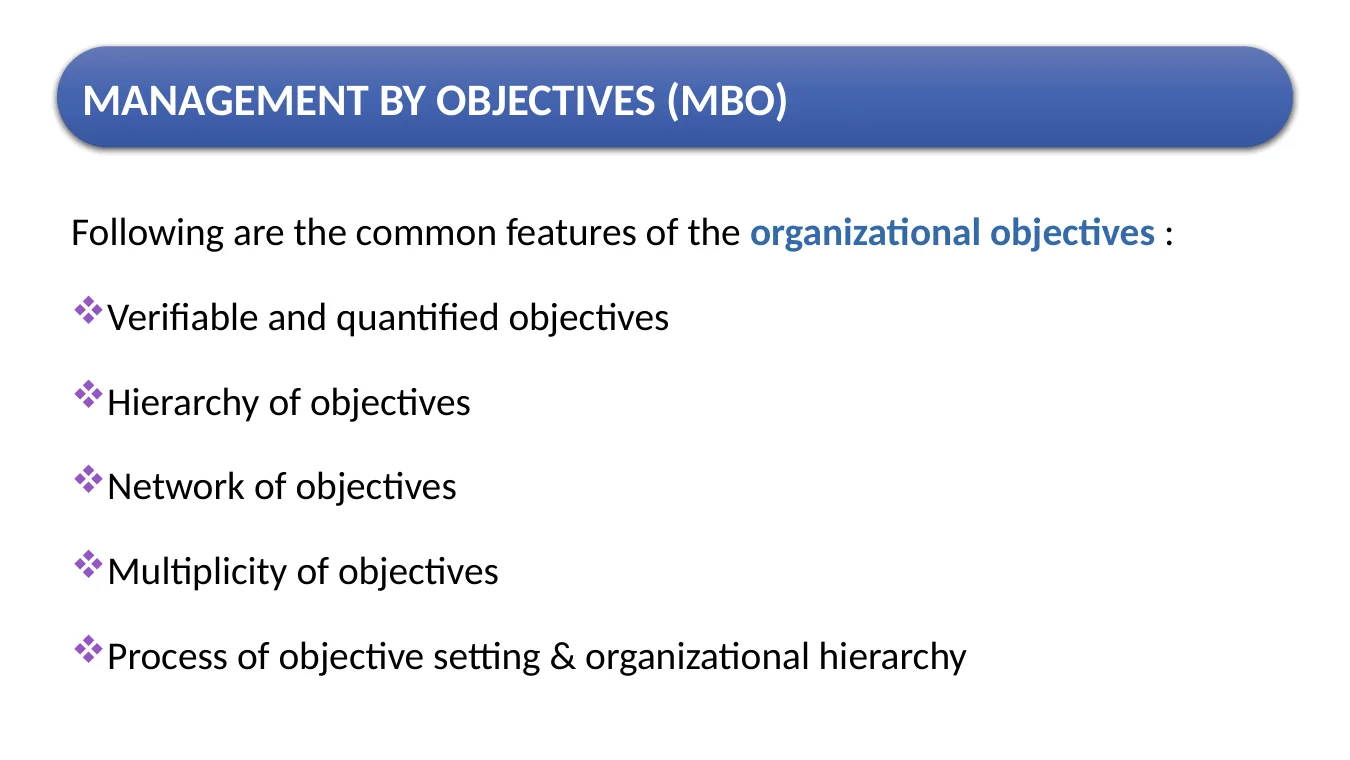 MANAGEMENT BY OBJECTIVES (MBO)
Following are the common features of the organizational objectives :
❖Verifiable and quantified objectives
❖Hierarchy of objectives
❖Network of objectives
❖Multiplicity of objectives
❖Process of objective setting & organizational hierarchy